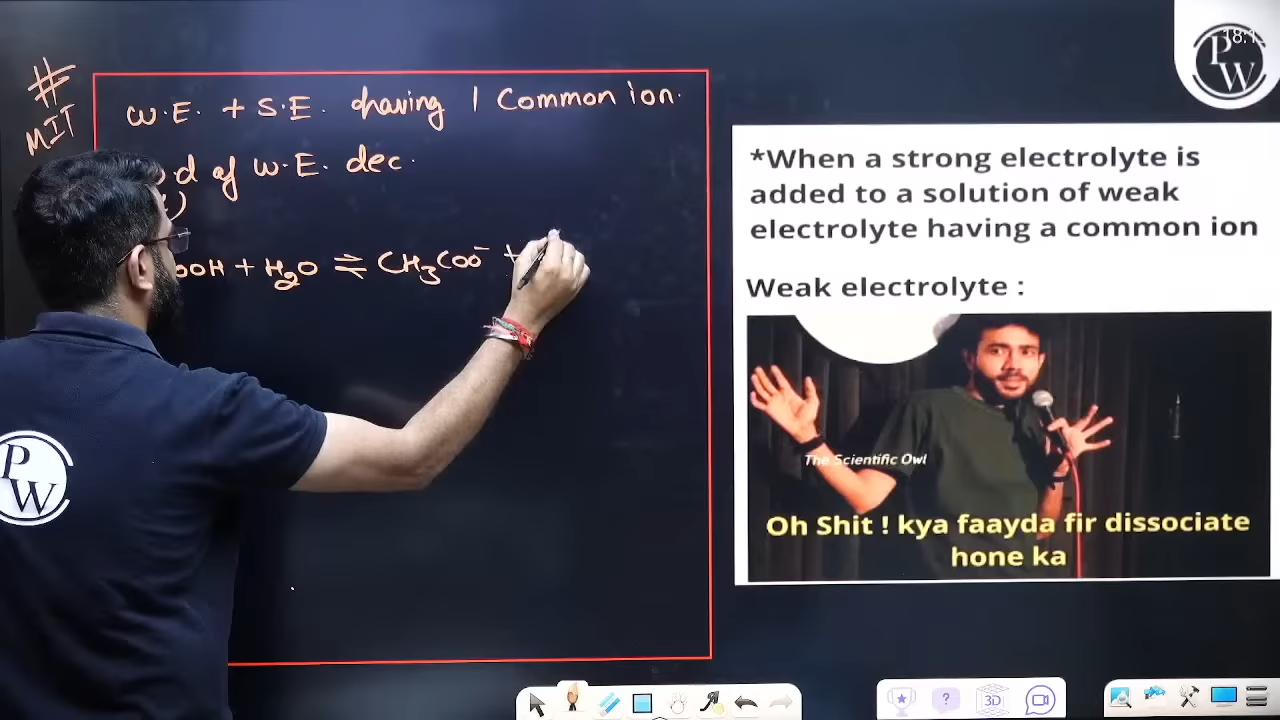 #
MIT
W.E. + S.E. having 1 Common ion.
d of W.E. dec.
OOH + H2O ⇌ CH3COO⁻ +
18:1
PW
*When a strong electrolyte is
added to a solution of weak
electrolyte having a common ion
Weak electrolyte :
The Scientific Owl
Oh Shit ! kya faayda fir dissociate
hone ka
PW
?
3D